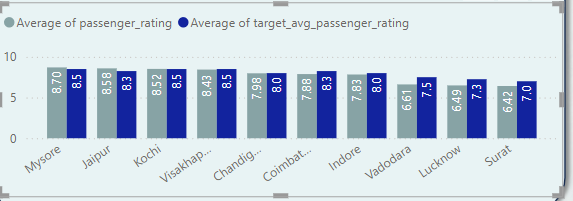 Average of passenger_rating Average of target_avg_passenger_rating
10
5
0
8.70 8.5 8.58 8.3 8.52 8.5 8.43 8.5 7.98 8.0 7.88 8.3 7.83 8.0 6.61 7.5 6.49 7.3 6.42 7.0
Mysore Jaipur Kochi Visakhap... Chandig... Coimbat... Indore Vadodara Lucknow Surat